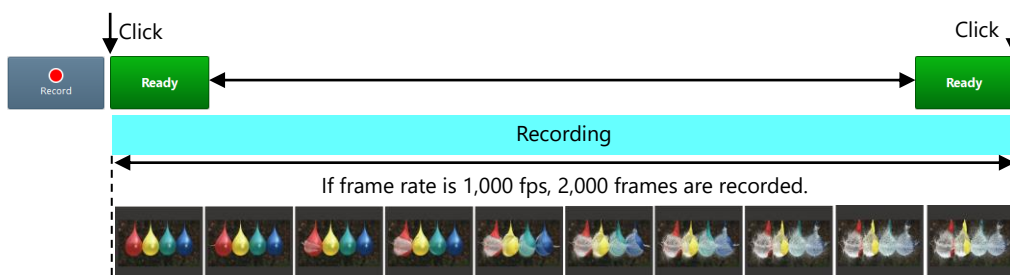 Click
Click
Record
Ready
Ready
Recording
If frame rate is 1,000 fps, 2,000 frames are recorded.